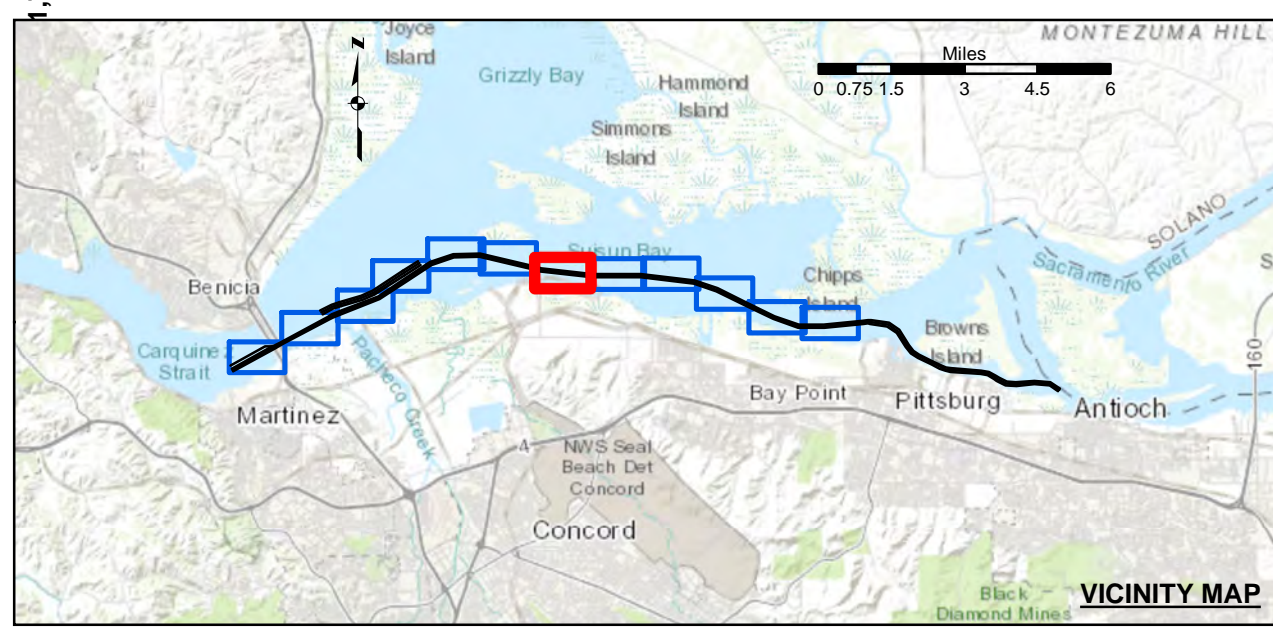 Joyce
Island
N
MONTEZUMA HILL
Miles
0 0.75 1.5 3 4.5 6
Grizzly Bay
Hammond
Island
Simmons
Island
Suisun Bay
SOLANO
Sacramento River
S
Benicia
Chipps
Island
Carquinez
Strait
Pacheco Creek
Browns
Island
160
Martinez
Bay Point
Pittsburg
Antioch
4
NWS Seal
Beach Det
Concord
Concord
Black
Diamond Mines
VICINITY MAP